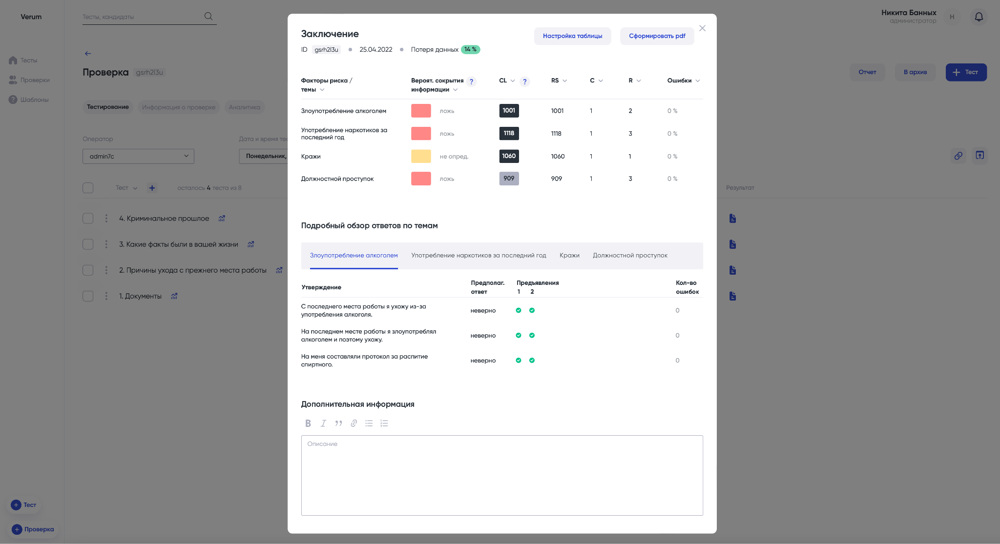 Verum
Тесты, кандидаты
Никита Банных
администратор
Н
Тесты
Проверки
Шаблоны
Проверка gsrh2l3u
Отчет
В архив
Тест
Тестирование
Информация о проверке
Аналитика
Оператор
admin7c
Дата и время тес
Понедельник,
Тест
осталось 4 теста из 8
Результат
4. Криминальное прошлое
3. Какие факты были в вашей жизни
2. Причины ухода с прежнего места работы
1. Документы
Тест
Проверка
Заключение
Настройка таблицы
Сформировать pdf
ID gsrh2l3u 25.04.2022 Потеря данных 14 %
Факторы риска / темы
Вероят. сокрытия информации ?
CL ?
RS
C
R
Ошибки
Злоупотребление алкоголем ложь 1001 1001 1 2 0 %
Употребление наркотиков за
последний год
ложь 1118 1118 1 3 0 %
Кражи не опред. 1060 1060 1 1 0 %
Должностной проступок ложь 909 909 1 3 0 %
Подробный обзор ответов по темам
Злоупотребление алкоголем Употребление наркотиков за последний год Кражи Должностной проступок
Утверждение
Предполаг.
ответ
Предъявления
1 2
Кол-во
ошибок
С последнего места работы я ухожу из-за
употребления алкоголя.
неверно 0
На последнем месте работы я злоупотреблял
алкоголем и поэтому ухожу.
неверно 0
На меня составляли протокол за распитие
спиртного.
неверно 0
Дополнительная информация
Описание